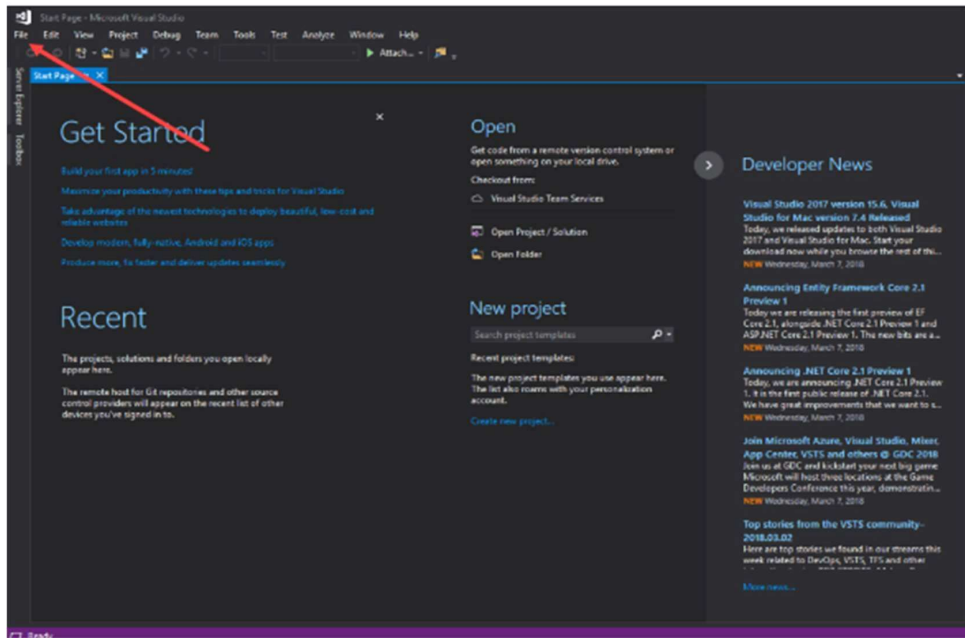 Start Page - Microsoft Visual Studio
File Edit View Project Debug Team Tools Test Analyze Window Help
Attach...
Start Page
Server Explorer
Toolbox
Get Started
Build your first app in 5 minutes!
Maximize your productivity with these tips and tricks for Visual Studio
Take advantage of the newest technologies to deploy beautiful, low-cost and
reliable websites
Develop modern, fully-native, Android and iOS apps
Produce more, fix faster and deliver updates seamlessly
Recent
The projects, solutions and folders you open locally
appear here.
The remote host for Git repositories and other source
control providers will appear on the recent list of other
devices you've signed in to.
Open
Get code from a remote version control system or
open something on your local drive.
Checkout from:
Visual Studio Team Services
Open Project / Solution
Open Folder
New project
Search project templates
Recent project templates:
The new project templates you use appear here.
The list also roams with your personalization
account.
Create new project...
Developer News
Visual Studio 2017 version 15.6, Visual
Studio for Mac version 7.4 Released
Today, we released updates to both Visual Studio
2017 and Visual Studio for Mac. Start your
download now while you browse the rest of thi...
NEW Wednesday, March 7, 2018
Announcing Entity Framework Core 2.1
Preview 1
Today we are releasing the first preview of EF
Core 2.1, alongside .NET Core 2.1 Preview 1 and
ASP.NET Core 2.1 Preview 1. The new bits are a...
NEW Wednesday, March 7, 2018
Announcing .NET Core 2.1 Preview 1
Today, we are announcing .NET Core 2.1 Preview
1. It is the first public release of .NET Core 2.1.
We have great improvements that we want to s...
NEW Wednesday, March 7, 2018
Join Microsoft Azure, Visual Studio, Mixer,
App Center, VSTS and others @ GDC 2018
Join us at GDC and kickstart your next big game
Microsoft will host three locations at the Game
Developers Conference this year, demonstratin...
NEW Wednesday, March 7, 2018
Top stories from the VSTS community–
2018.03.02
Here are top stories we found in our streams this
week related to DevOps, VSTS, TFS and other
More news...
Ready